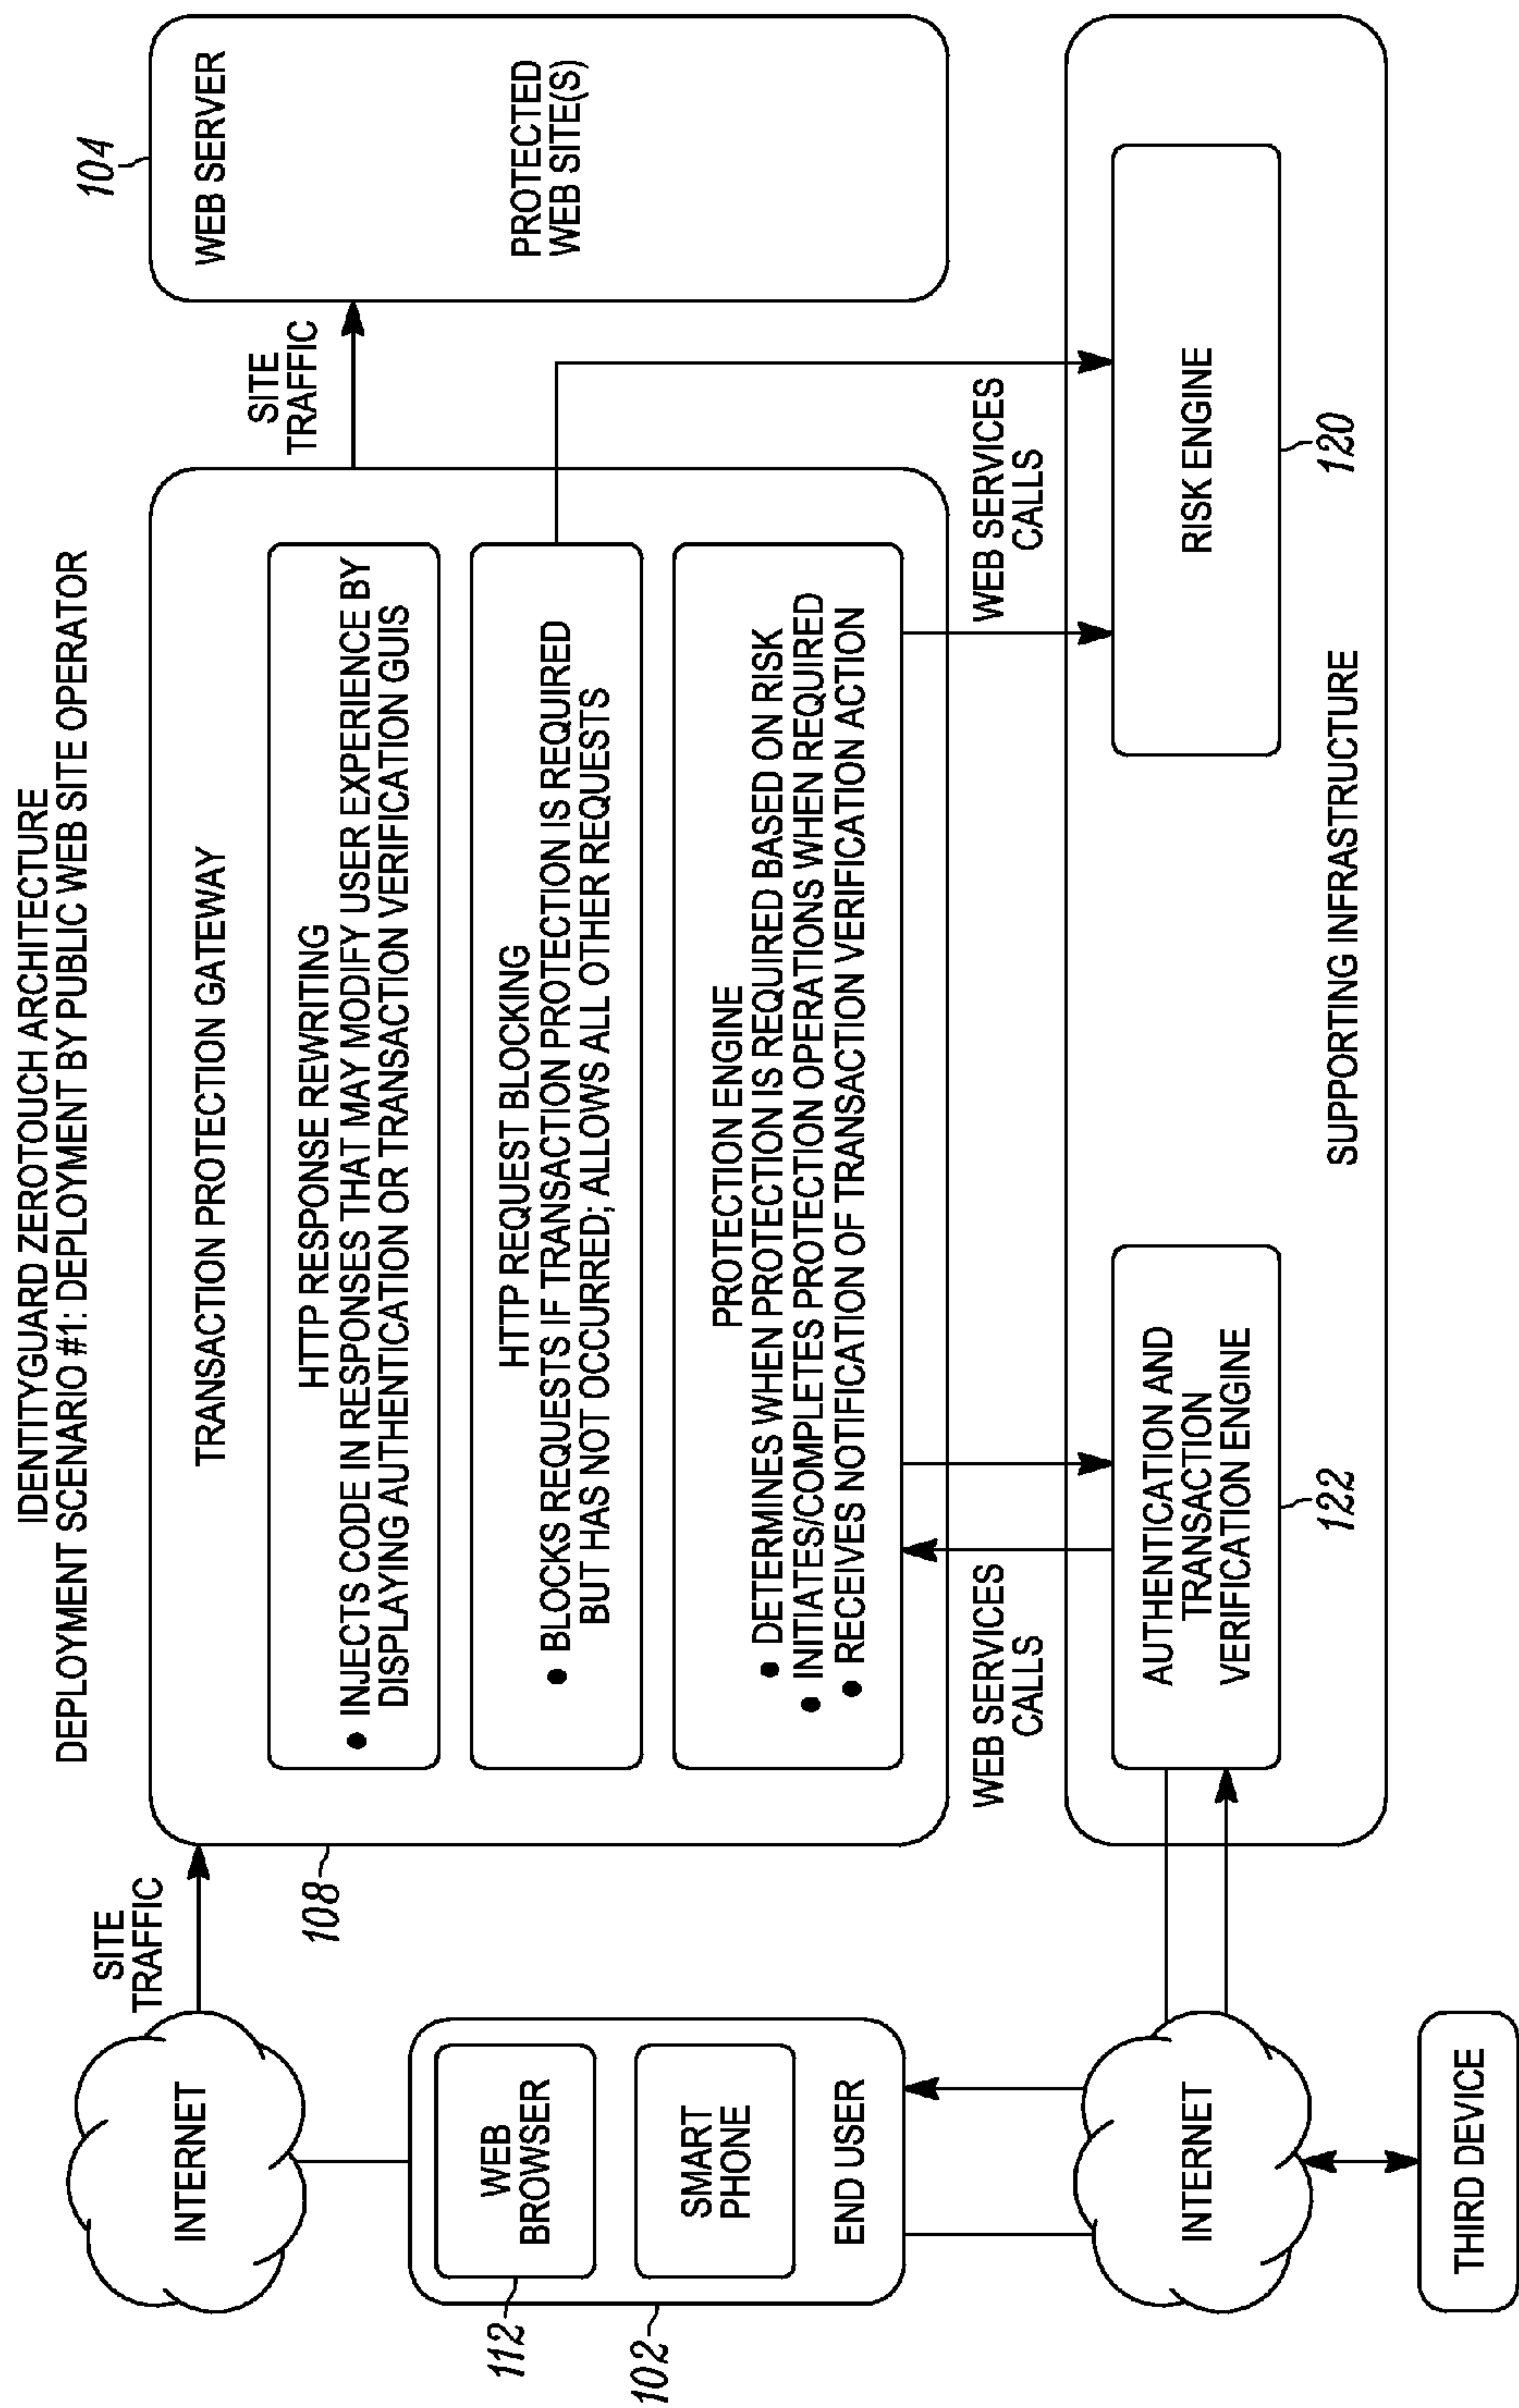 IDENTITYGUARD ZEROTOUCH ARCHITECTURE
DEPLOYMENT SCENARIO #1: DEPLOYMENT BY PUBLIC WEB SITE OPERATOR
INTERNET
SITE
TRAFFIC
108
TRANSACTION PROTECTION GATEWAY
HTTP RESPONSE REWRITING
• INJECTS CODE IN RESPONSES THAT MAY MODIFY USER EXPERIENCE BY
DISPLAYING AUTHENTICATION OR TRANSACTION VERIFICATION GUIS
HTTP REQUEST BLOCKING
• BLOCKS REQUESTS IF TRANSACTION PROTECTION IS REQUIRED
BUT HAS NOT OCCURRED; ALLOWS ALL OTHER REQUESTS
PROTECTION ENGINE
• DETERMINES WHEN PROTECTION IS REQUIRED BASED ON RISK
• INITIATES/COMPLETES PROTECTION OPERATIONS WHEN REQUIRED
• RECEIVES NOTIFICATION OF TRANSACTION VERIFICATION ACTION
SITE
TRAFFIC
104
WEB SERVER
PROTECTED
WEB SITE(S)
112
WEB
BROWSER
SMART
PHONE
END USER
102
WEB SERVICES
CALLS
WEB SERVICES
CALLS
INTERNET
AUTHENTICATION AND
TRANSACTION
VERIFICATION ENGINE
122
RISK ENGINE
120
SUPPORTING INFRASTRUCTURE
THIRD DEVICE